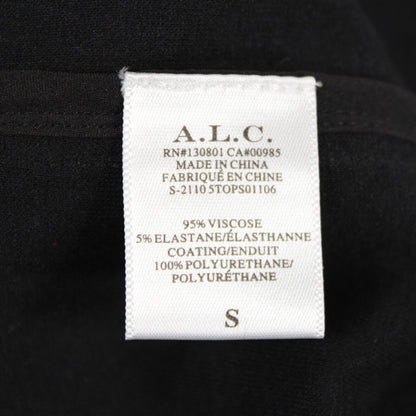 A.L.C.
RN#130801 CA#00985
MADE IN CHINA
FABRIQUÉ EN CHINE
S-2110 5TOPS01106
95% VISCOSE
5% ELASTANE/ÉLASTHANNE
COATING/ENDUIT
100% POLYURETHANE/
POLYURÉTHANE
S